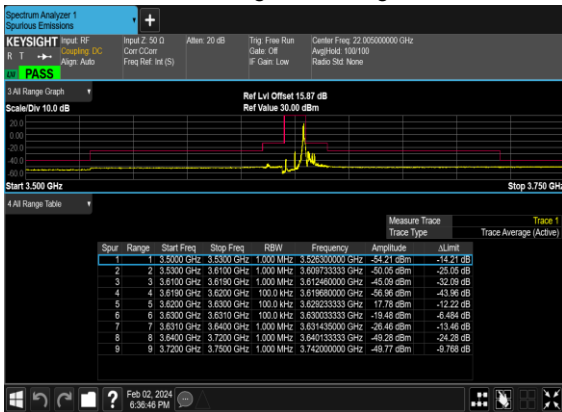 Spectrum Analyzer 1
Spurious Emissions
KEYSIGHT Input: RF Input Z: 50 Ω Atten: 20 dB Trig: Free Run Center Freq: 22.005000000 GHz
R T Coupling: DC Corr CCorr Gate: Off Avg|Hold: 100/100
Align: Auto Freq Ref: Int (S) IF Gain: Low Radio Std: None
PASS
3 All Range Graph
Ref Lvl Offset 15.87 dB
Scale/Div 10.0 dB Ref Value 30.00 dBm
20.0
0.00
-20.0
-40.0
-60.0
Start 3.500 GHz Stop 3.750 GHz
4 All Range Table
Measure Trace Trace 1
Trace Type Trace Average (Active)
Spur Range Start Freq Stop Freq RBW Frequency Amplitude ΔLimit
1 1 3.5000 GHz 3.5300 GHz 1.000 MHz 3.526300000 GHz -54.21 dBm -14.21 dB
2 2 3.5300 GHz 3.6100 GHz 1.000 MHz 3.609733333 GHz -50.05 dBm -25.05 dB
3 3 3.6100 GHz 3.6190 GHz 1.000 MHz 3.612460000 GHz -45.09 dBm -32.09 dB
4 4 3.6190 GHz 3.6200 GHz 100.0 kHz 3.619680000 GHz -56.96 dBm -43.96 dB
5 5 3.6200 GHz 3.6300 GHz 100.0 kHz 3.629233333 GHz 17.78 dBm -12.22 dB
6 6 3.6300 GHz 3.6310 GHz 100.0 kHz 3.630033333 GHz -19.48 dBm -6.484 dB
7 7 3.6310 GHz 3.6400 GHz 1.000 MHz 3.631435000 GHz -26.46 dBm -13.46 dB
8 8 3.6400 GHz 3.7200 GHz 1.000 MHz 3.640133333 GHz -49.28 dBm -24.28 dB
9 9 3.7200 GHz 3.7500 GHz 1.000 MHz 3.742000000 GHz -49.77 dBm -9.768 dB
Feb 02, 2024
6:36:46 PM